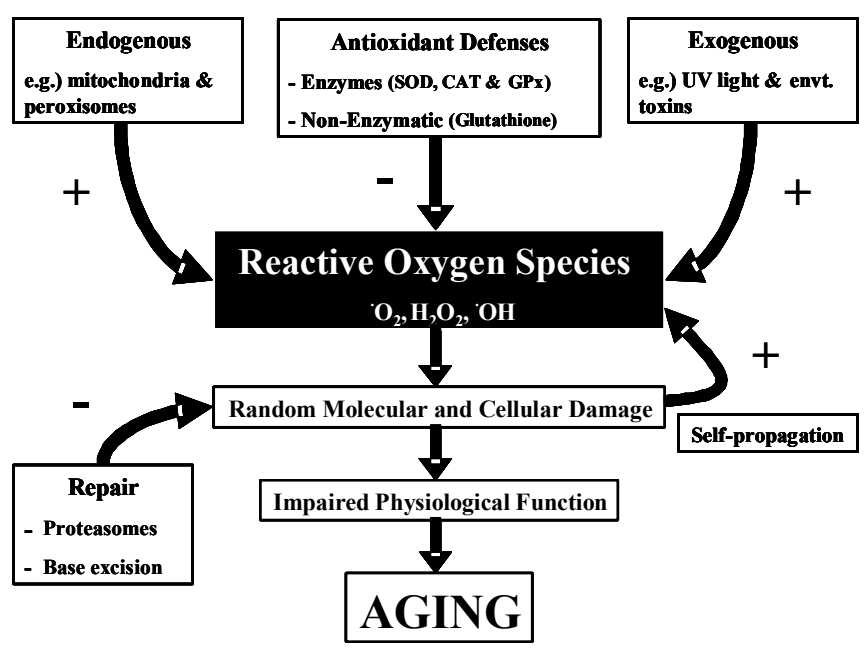 Endogenous
e.g.) mitochondria &
peroxisomes
Antioxidant Defenses
- Enzymes (SOD, CAT & GPx)
- Non-Enzymatic (Glutathione)
Exogenous
e.g.) UV light & envt.
toxins
+
-
+
Reactive Oxygen Species
˙O₂, H₂O₂, ˙OH
+
-
Random Molecular and Cellular Damage
Self-propagation
Repair
- Proteasomes
- Base excision
Impaired Physiological Function
AGING